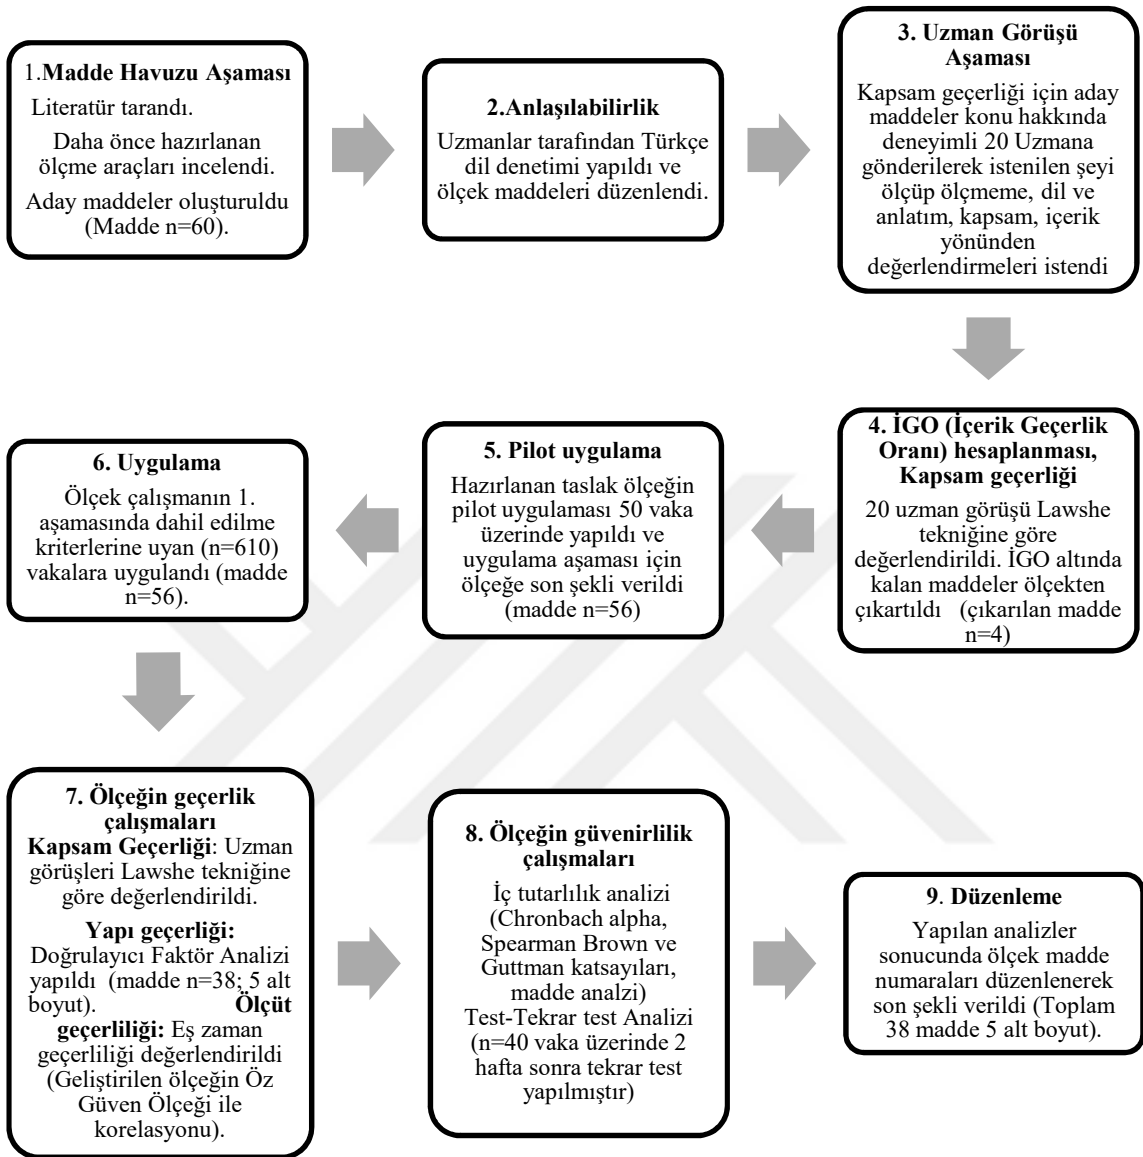 1.Madde Havuzu Aşaması
Literatür tarandı.
Daha önce hazırlanan
ölçme araçları incelendi.
Aday maddeler oluşturuldu
(Madde n=60).
2.Anlaşılabilirlik
Uzmanlar tarafından Türkçe
dil denetimi yapıldı ve
ölçek maddeleri düzenlendi.
3. Uzman Görüşü
Aşaması
Kapsam geçerliği için aday
maddeler konu hakkında
deneyimli 20 Uzmana
gönderilerek istenilen şeyi
ölçüp ölçmeme, dil ve
anlatım, kapsam, içerik
yönünden
değerlendirmeleri istendi
4. İGO (İçerik Geçerlik
Oranı) hesaplanması,
Kapsam geçerliği
20 uzman görüşü Lawshe
tekniğine göre
değerlendirildi. İGO altında
kalan maddeler ölçekten
çıkartıldı (çıkarılan madde
n=4)
5. Pilot uygulama
Hazırlanan taslak ölçeğin
pilot uygulaması 50 vaka
üzerinde yapıldı ve
uygulama aşaması için
ölçeğe son şekli verildi
(madde n=56)
6. Uygulama
Ölçek çalışmanın 1.
aşamasında dahil edilme
kriterlerine uyan (n=610)
vakalara uygulandı (madde
n=56).
7. Ölçeğin geçerlik
çalışmaları
Kapsam Geçerliği: Uzman
görüşleri Lawshe tekniğine
göre değerlendirildi.
Yapı geçerliği:
Doğrulayıcı Faktör Analizi
yapıldı (madde n=38; 5 alt
boyut). Ölçüt
geçerliliği: Eş zaman
geçerliliği değerlendirildi
(Geliştirilen ölçeğin Öz
Güven Ölçeği ile
korelasyonu).
8. Ölçeğin güvenirlilik
çalışmaları
İç tutarlılık analizi
(Chronbach alpha,
Spearman Brown ve
Guttman katsayıları,
madde analzi)
Test-Tekrar test Analizi
(n=40 vaka üzerinde 2
hafta sonra tekrar test
yapılmıştır)
9. Düzenleme
Yapılan analizler
sonucunda ölçek madde
numaraları düzenlenerek
son şekli verildi (Toplam
38 madde 5 alt boyut).